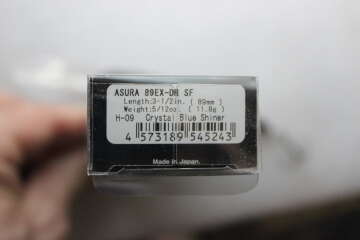 ASURA 89EX-DR SF
Length:3-1/2in. ( 89mm )
Weight:5/12oz. ( 11.8g )
H-09 Crystal Blue Shiner
4 573189 545243
Made in Japan.